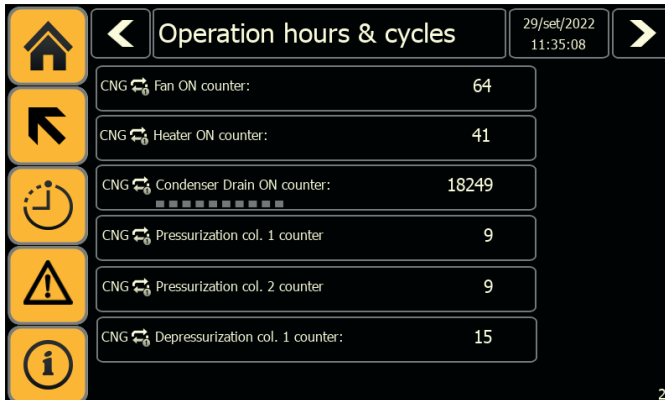 Operation hours & cycles
29/set/2022
11:35:08
CNG Fan ON counter: 64
CNG Heater ON counter: 41
CNG Condenser Drain ON counter: 18249
CNG Pressurization col. 1 counter 9
CNG Pressurization col. 2 counter 9
CNG Depressurization col. 1 counter: 15
2